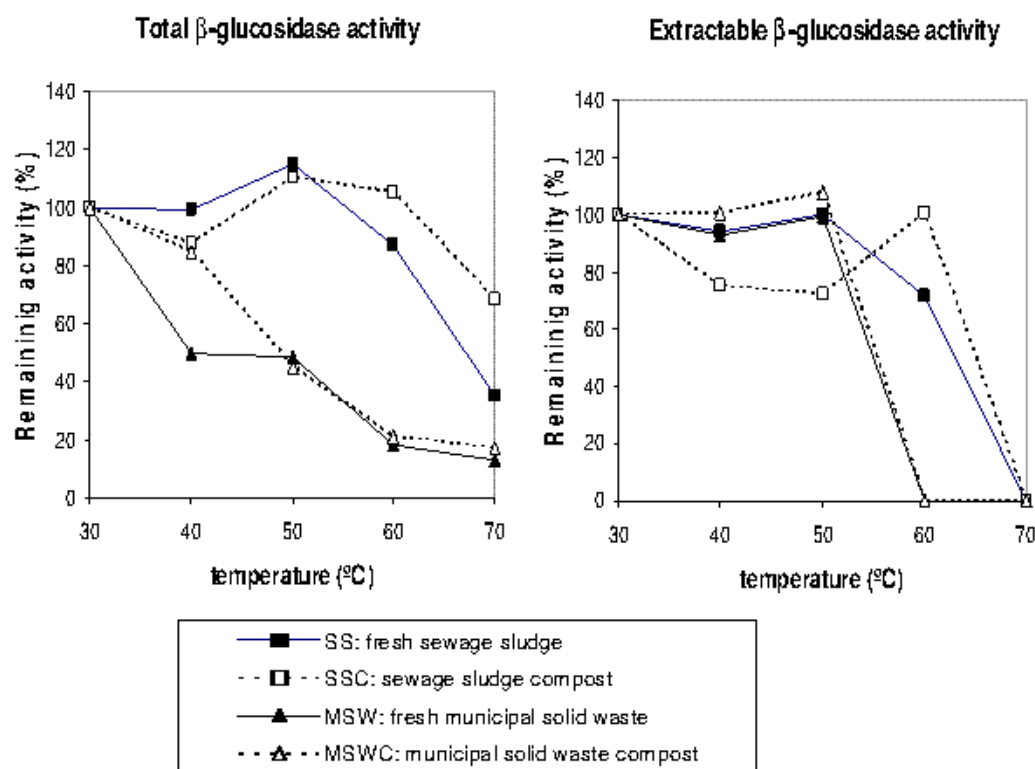 Total β-glucosidase activity
Extractable β-glucosidase activity
Remaininig activity (%)
140
120
100
80
60
40
20
0
30 40 50 60 70
temperature (ºC)
Remaininig activity (%)
140
120
100
80
60
40
20
0
30 40 50 60 70
temperature (ºC)
SS: fresh sewage sludge
SSC: sewage sludge compost
MSW: fresh municipal solid waste
MSWC: municipal solid waste compost